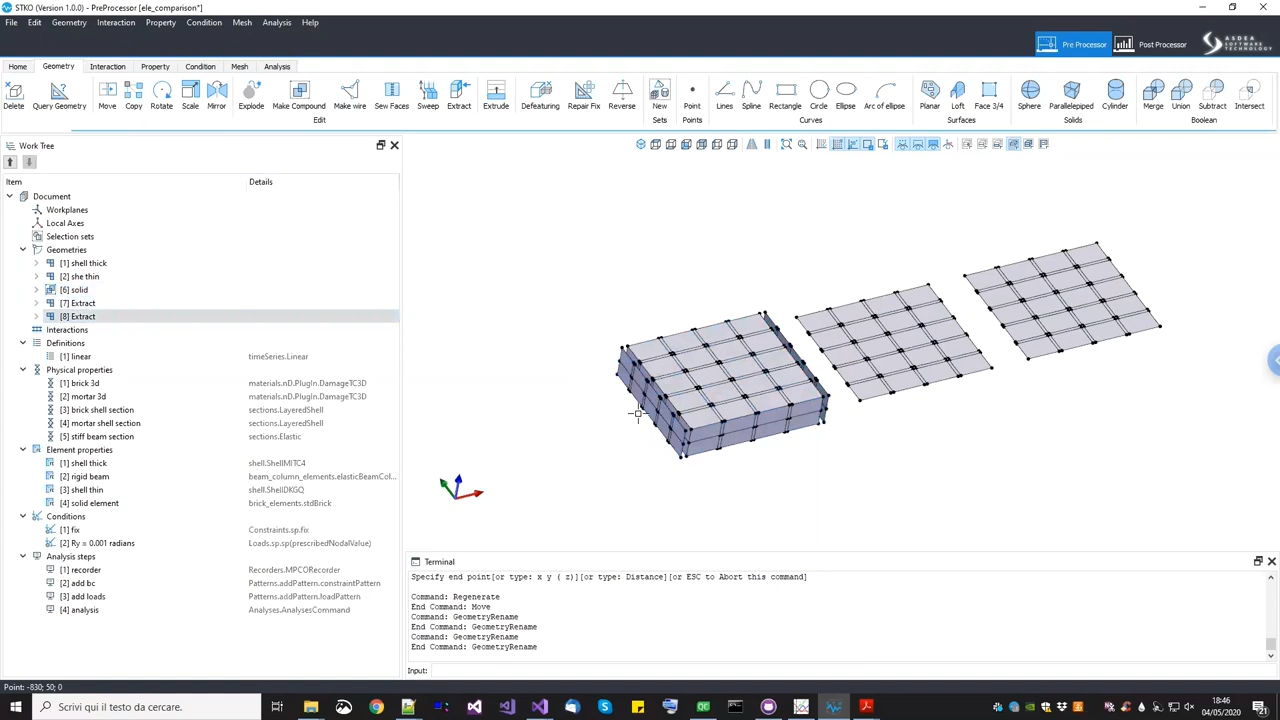 STKO (Version 1.0.0) - PreProcessor [ele_comparison*]
File Edit Geometry Interaction Property Condition Mesh Analysis Help
Pre Processor Post Processor ASDEA SOFTWARE TECHNOLOGY
Home Geometry Interaction Property Condition Mesh Analysis
Delete Query Geometry Move Copy Rotate Scale Mirror Explode Make Compound Make wire Sew Faces Sweep Extract Extrude Defeaturing Repair Fix Reverse New Sets Point Lines Spline Rectangle Circle Ellipse Arc of ellipse Planar Loft Face 3/4 Sphere Parallelepiped Cylinder Merge Union Subtract Intersect
Edit Points Curves Surfaces Solids Boolean
Work Tree
Item Details
Document
Workplanes
Local Axes
Selection sets
Geometries
[1] shell thick
[2] she thin
[6] solid
[7] Extract
[8] Extract
Interactions
Definitions
[1] linear timeSeries.Linear
Physical properties
[1] brick 3d materials.nD.PlugIn.DamageTC3D
[2] mortar 3d materials.nD.PlugIn.DamageTC3D
[3] brick shell section sections.LayeredShell
[4] mortar shell section sections.LayeredShell
[5] stiff beam section sections.Elastic
Element properties
[1] shell thick shell.ShellMITC4
[2] rigid beam beam_column_elements.elasticBeamCol...
[3] shell thin shell.ShellDKGQ
[4] solid element brick_elements.stdBrick
Conditions
[1] fix Constraints.sp.fix
[2] Ry = 0.001 radians Loads.sp.sp(prescribedNodalValue)
Analysis steps
[1] recorder Recorders.MPCORecorder
[2] add bc Patterns.addPattern.constraintPattern
[3] add loads Patterns.addPattern.loadPattern
[4] analysis Analyses.AnalysesCommand
Terminal
Specify end point[or type: x y ( z)][or type: Distance][or ESC to Abort this command]
Command: Regenerate
End Command: Move
Command: GeometryRename
End Command: GeometryRename
Command: GeometryRename
End Command: GeometryRename
Input:
Point: -830; 50; 0
Scrivi qui il testo da cercare.
18:46
04/05/2020